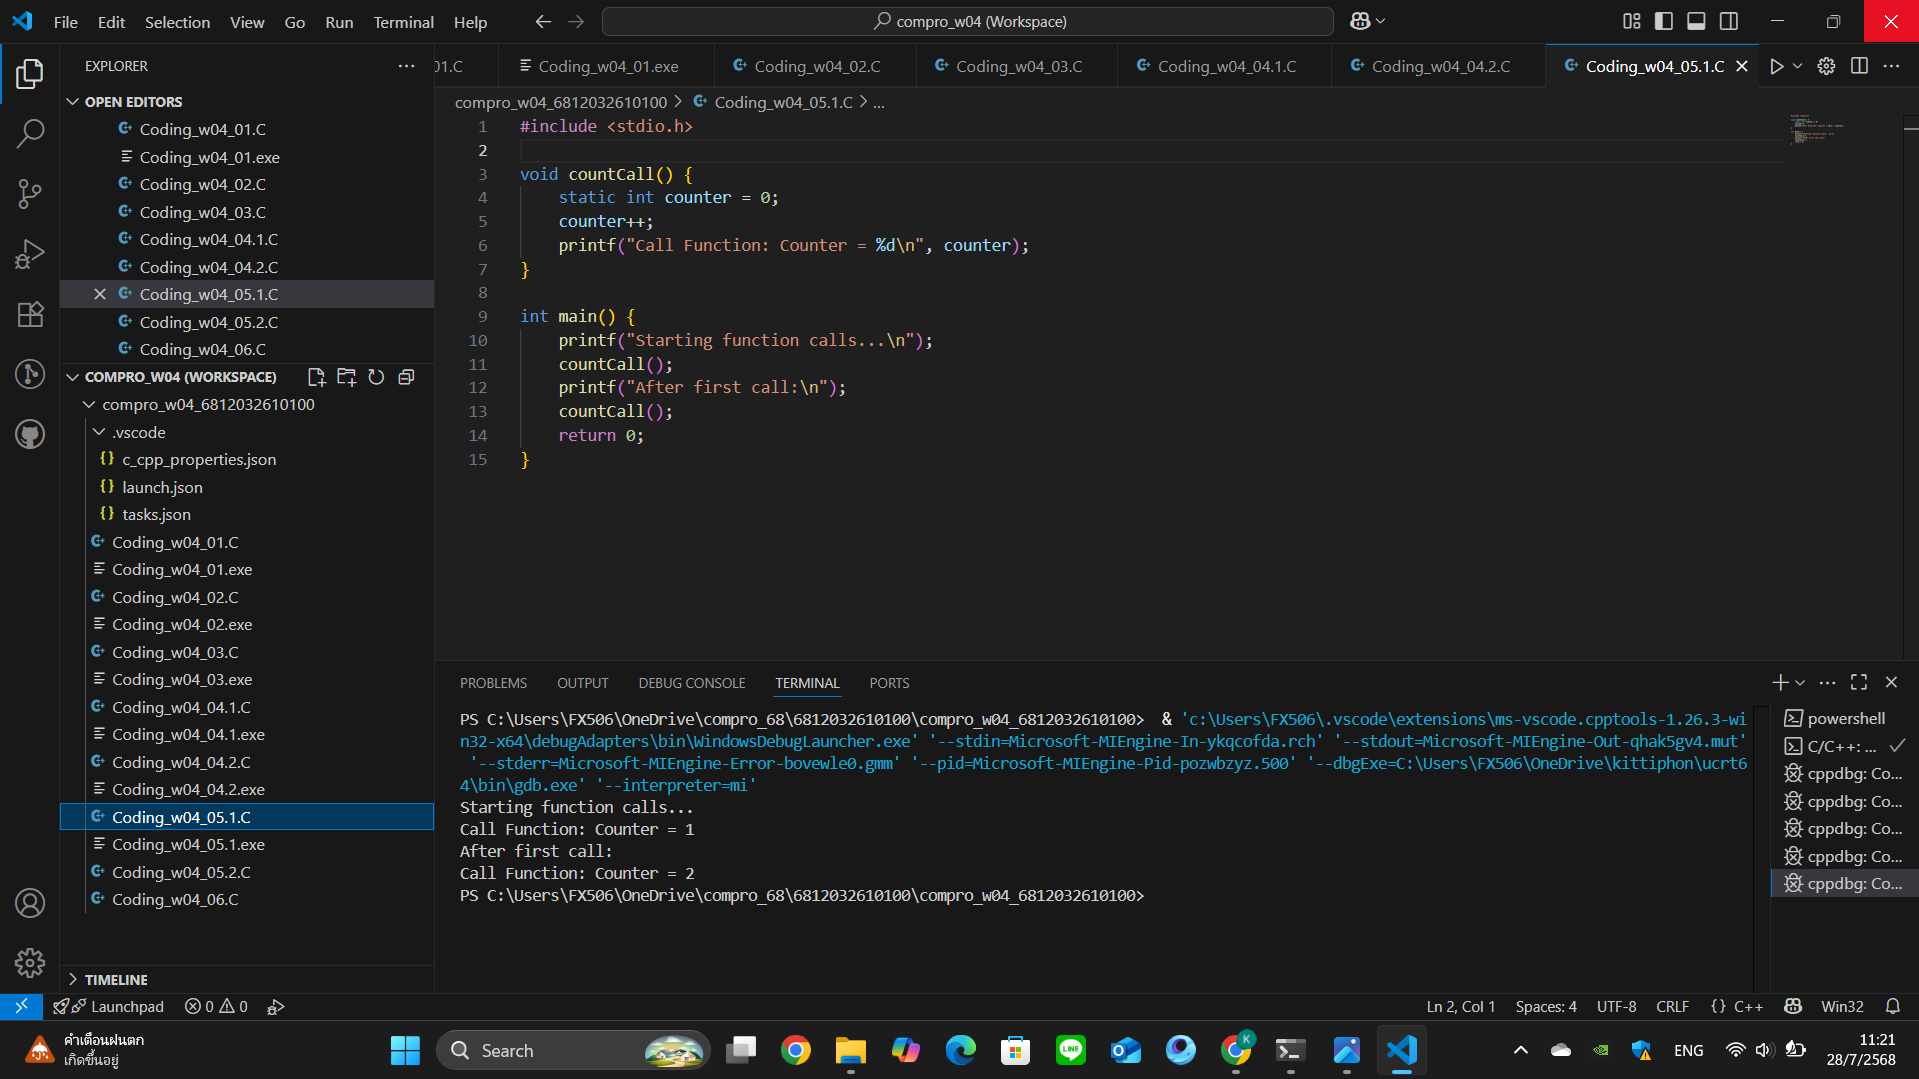 File Edit Selection View Go Run Terminal Help
compro_w04 (Workspace)
EXPLORER
OPEN EDITORS
Coding_w04_01.C
Coding_w04_01.exe
Coding_w04_02.C
Coding_w04_03.C
Coding_w04_04.1.C
Coding_w04_04.2.C
Coding_w04_05.1.C
Coding_w04_05.2.C
Coding_w04_06.C
COMPRO_W04 (WORKSPACE)
compro_w04_6812032610100
.vscode
c_cpp_properties.json
launch.json
tasks.json
Coding_w04_01.C
Coding_w04_01.exe
Coding_w04_02.C
Coding_w04_02.exe
Coding_w04_03.C
Coding_w04_03.exe
Coding_w04_04.1.C
Coding_w04_04.1.exe
Coding_w04_04.2.C
Coding_w04_04.2.exe
Coding_w04_05.1.C
Coding_w04_05.1.exe
Coding_w04_05.2.C
Coding_w04_06.C
TIMELINE
01.C Coding_w04_01.exe Coding_w04_02.C Coding_w04_03.C Coding_w04_04.1.C Coding_w04_04.2.C Coding_w04_05.1.C
compro_w04_6812032610100 > Coding_w04_05.1.C > ...
1 #include <stdio.h>
2
3 void countCall() {
4 static int counter = 0;
5 counter++;
6 printf("Call Function: Counter = %d\n", counter);
7 }
8
9 int main() {
10 printf("Starting function calls...\n");
11 countCall();
12 printf("After first call:\n");
13 countCall();
14 return 0;
15 }
PROBLEMS OUTPUT DEBUG CONSOLE TERMINAL PORTS
PS C:\Users\FX506\OneDrive\compro_68\6812032610100\compro_w04_6812032610100> & 'c:\Users\FX506\.vscode\extensions\ms-vscode.cpptools-1.26.3-wi
n32-x64\debugAdapters\bin\WindowsDebugLauncher.exe' '--stdin=Microsoft-MIEngine-In-ykqcofda.rch' '--stdout=Microsoft-MIEngine-Out-qhak5gv4.mut'
'--stderr=Microsoft-MIEngine-Error-bovewle0.gmm' '--pid=Microsoft-MIEngine-Pid-pozwbzyz.500' '--dbgExe=C:\Users\FX506\OneDrive\kittiphon\ucrt6
4\bin\gdb.exe' '--interpreter=mi'
Starting function calls...
Call Function: Counter = 1
After first call:
Call Function: Counter = 2
PS C:\Users\FX506\OneDrive\compro_68\6812032610100\compro_w04_6812032610100>
powershell
C/C++: ...
cppdbg: Co...
cppdbg: Co...
cppdbg: Co...
cppdbg: Co...
cppdbg: Co...
Launchpad 0 0 Ln 2, Col 1 Spaces: 4 UTF-8 CRLF {} C++ Win32
คำเตือนฝนตก
เกิดขึ้นอยู่
Search
LINE
K
ENG
11:21
28/7/2568